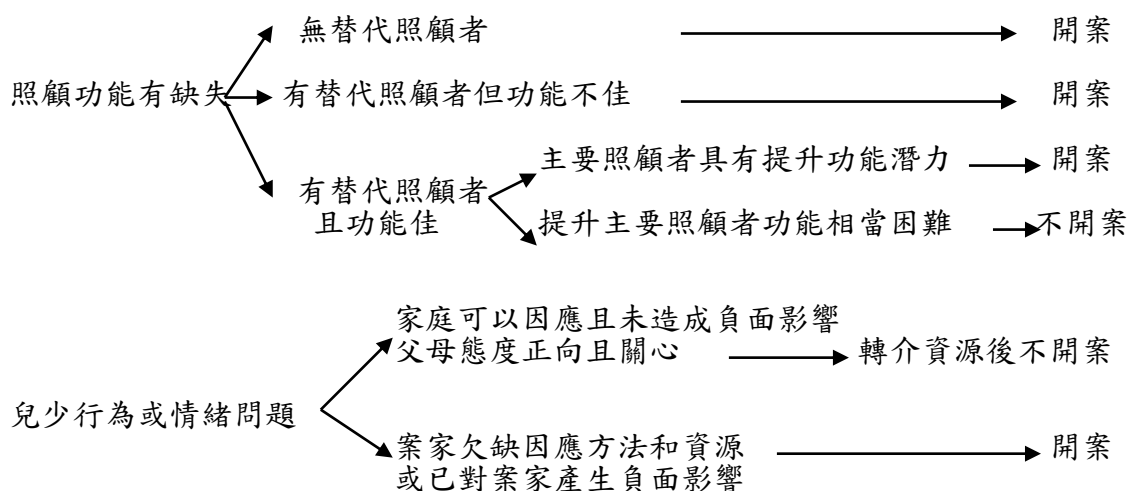 無替代照顧者 開案
照顧功能有缺失 有替代照顧者但功能不佳 開案
主要照顧者具有提升功能潛力 開案
有替代照顧者
且功能佳 提升主要照顧者功能相當困難 不開案
家庭可以因應且未造成負面影響
父母態度正向且關心 轉介資源後不開案
兒少行為或情緒問題
案家欠缺因應方法和資源 開案
或已對案家產生負面影響